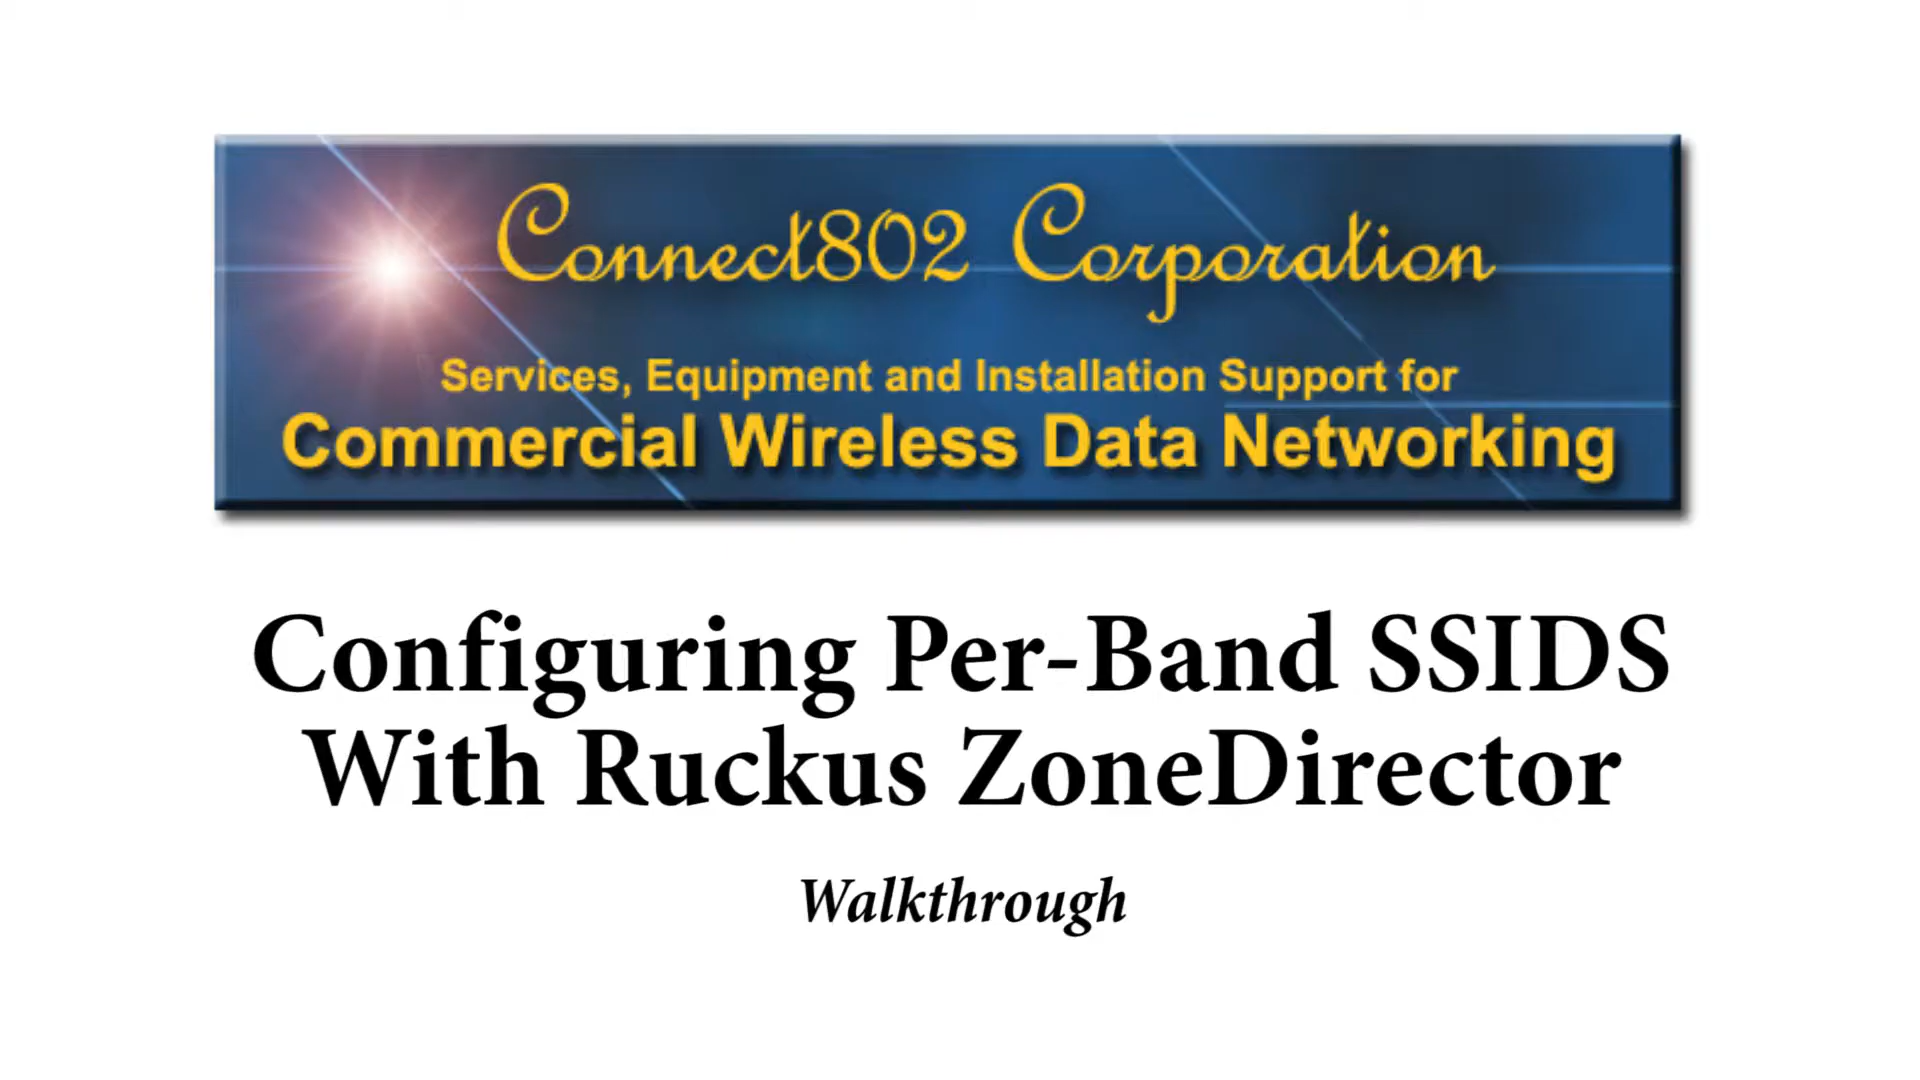 Connect802 Corporation
Services, Equipment and Installation Support for
Commercial Wireless Data Networking
Configuring Per-Band SSIDS
With Ruckus ZoneDirector
Walkthrough